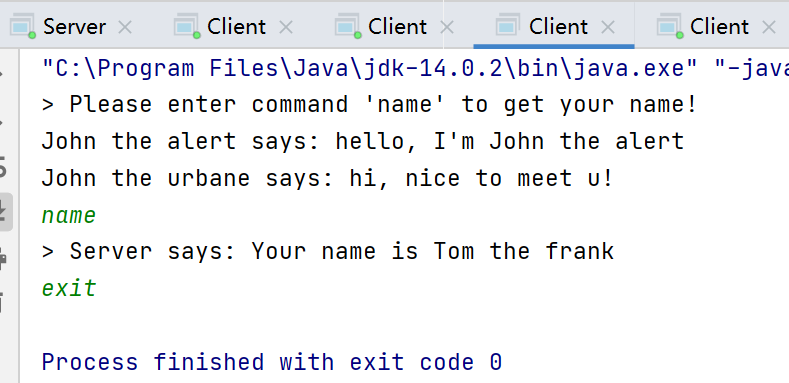 Server Client Client Client Client
"C:\Program Files\Java\jdk-14.0.2\bin\java.exe" "-java
> Please enter command 'name' to get your name!
John the alert says: hello, I'm John the alert
John the urbane says: hi, nice to meet u!
name
> Server says: Your name is Tom the frank
exit
Process finished with exit code 0